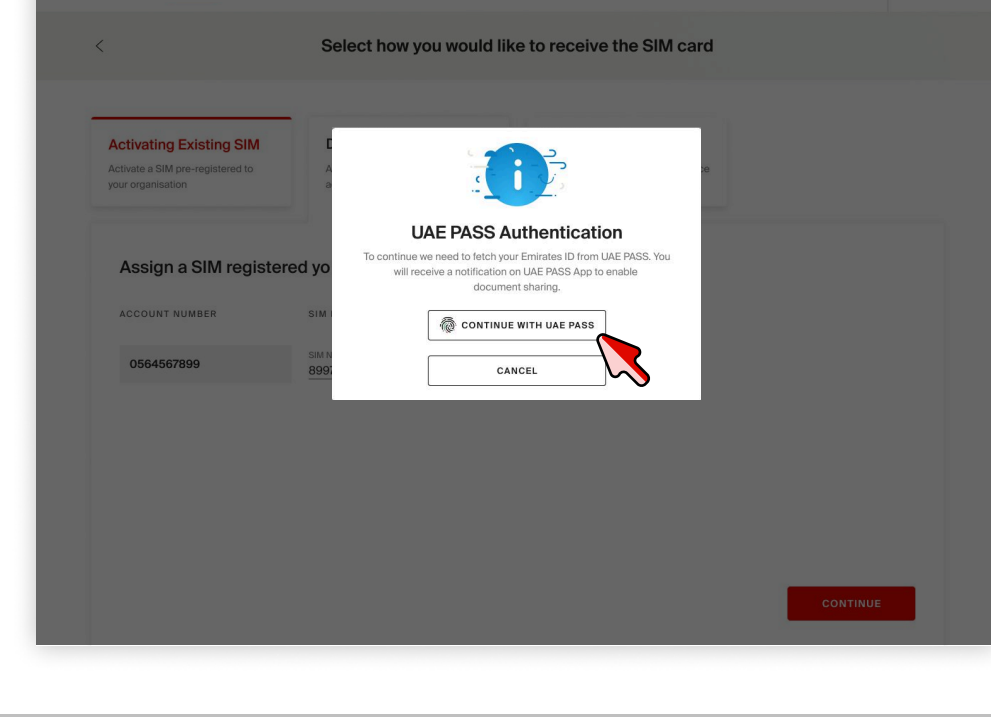 Select how you would like to receive the SIM card
Activating Existing SIM
Activate a SIM pre-registered to
your organisation
UAE PASS Authentication
To continue we need to fetch your Emirates ID from UAE PASS. You
will receive a notification on UAE PASS App to enable
document sharing.
CONTINUE WITH UAE PASS
CANCEL
Assign a SIM registered yo
ACCOUNT NUMBER
SIM
0564567899
SIM N
8997
CONTINUE